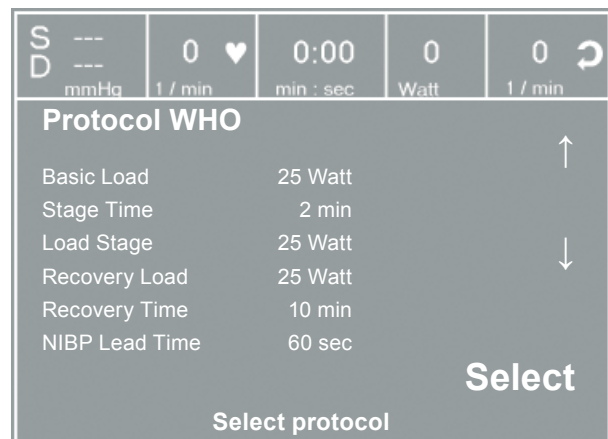 S --- 0 ♥ 0:00 0 0
D ---
mmHg 1 / min min : sec Watt 1 / min
Protocol WHO
↑
Basic Load 25 Watt
Stage Time 2 min
Load Stage 25 Watt
↓
Recovery Load 25 Watt
Recovery Time 10 min
NIBP Lead Time 60 sec
Select
Select protocol